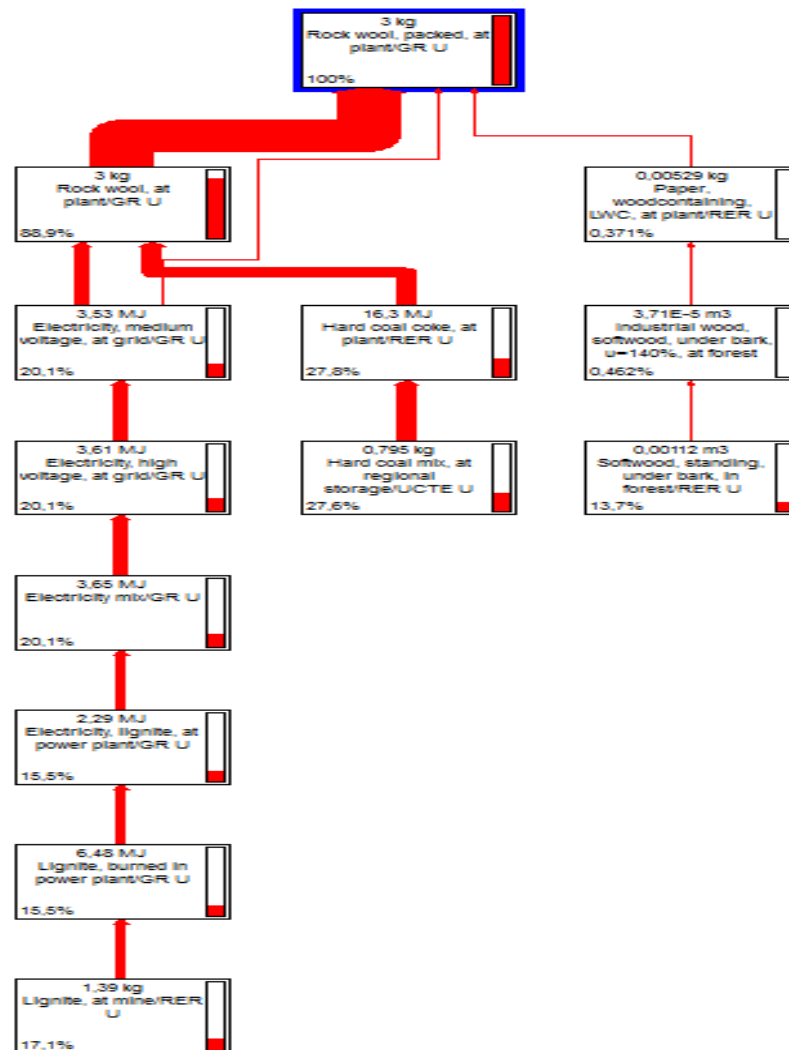 3 kg
Rock wool, packed, at
plant/GR U
100%
3 kg
Rock wool, at
plant/GR U
88,9%
0,00529 kg
Paper,
woodcontaining,
LWC, at plant/RER U
0,371%
3,53 MJ
Electricity, medium
voltage, at grid/GR U
20,1%
16,3 MJ
Hard coal coke, at
plant/RER U
27,8%
3,71E-5 m3
Industrial wood,
softwood, under bark,
u=140%, at forest
0,462%
3,61 MJ
Electricity, high
voltage, at grid/GR U
20,1%
0,795 kg
Hard coal mix, at
regional
storage/UCTE U
27,6%
0,00112 m3
Softwood, standing,
under bark, in
forest/RER U
13,7%
3,65 MJ
Electricity mix/GR U
20,1%
2,29 MJ
Electricity, lignite, at
power plant/GR U
15,5%
6,48 MJ
Lignite, burned in
power plant/GR U
15,5%
1,39 kg
Lignite, at mine/RER
U
17,1%